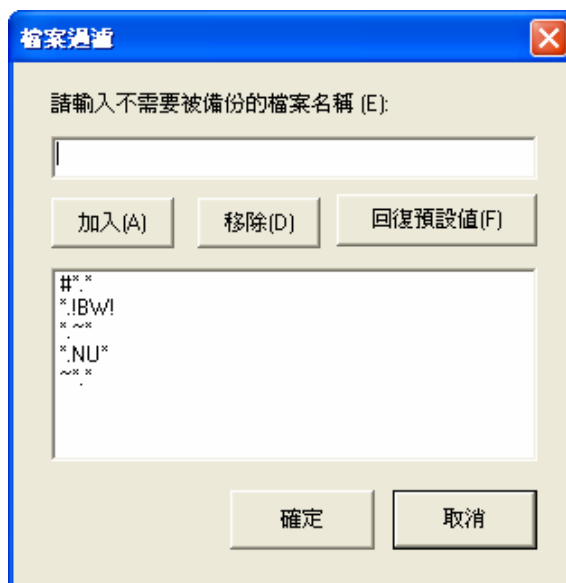 檔案過濾
請輸入不需要被備份的檔案名稱 (E):
加入(A) 移除(D) 回復預設值(F)
#*.*
*.!BW!
*.~*
*.NU*
~*.*
確定 取消